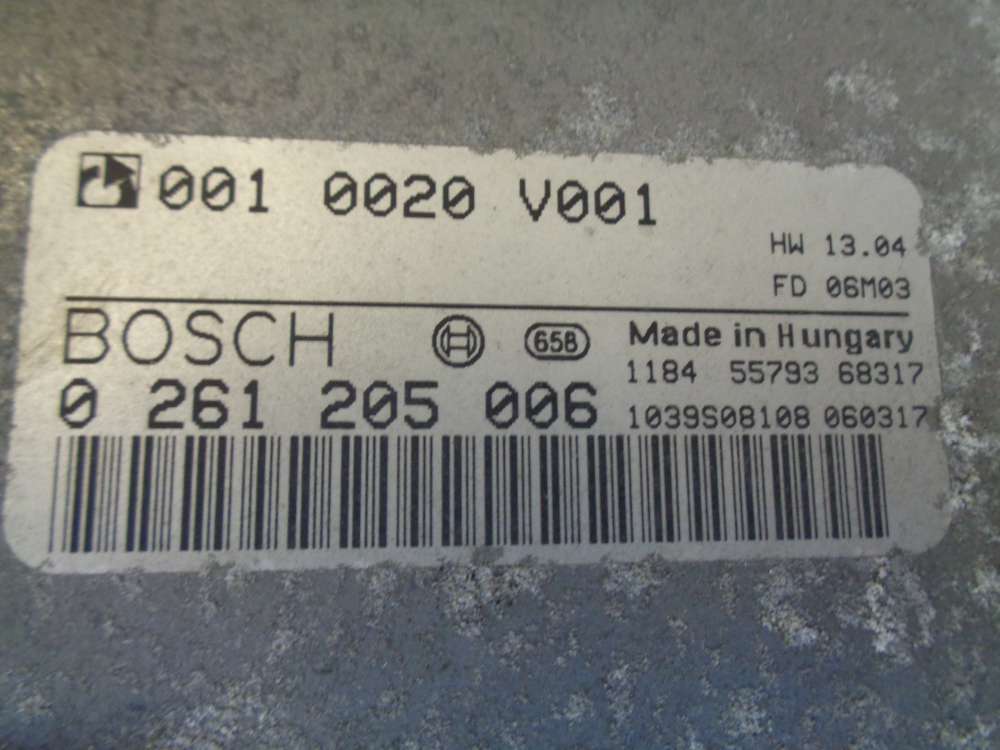 001 0020 V001
HW 13.04
FD 06M03
BOSCH 658 Made in Hungary
1184 55793 68317
0 261 205 006 1039S08108 060317